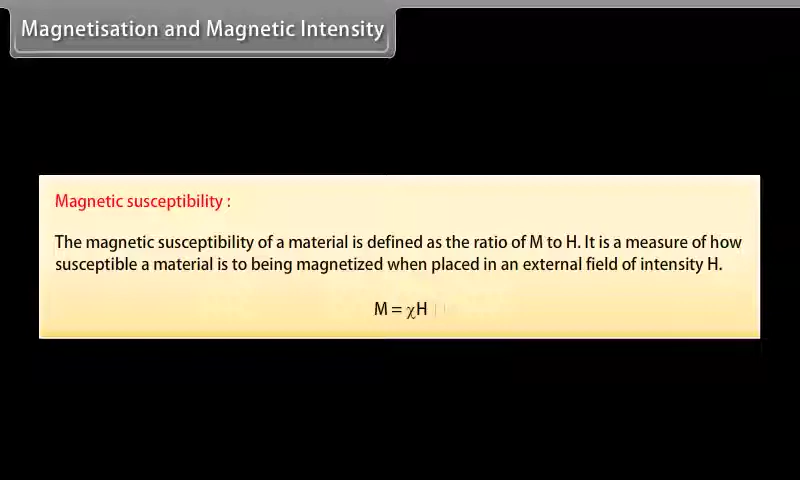 Magnetisation and Magnetic Intensity
Magnetic susceptibility :
The magnetic susceptibility of a material is defined as the ratio of M to H. It is a measure of how
susceptible a material is to being magnetized when placed in an external field of intensity H.
M = χH